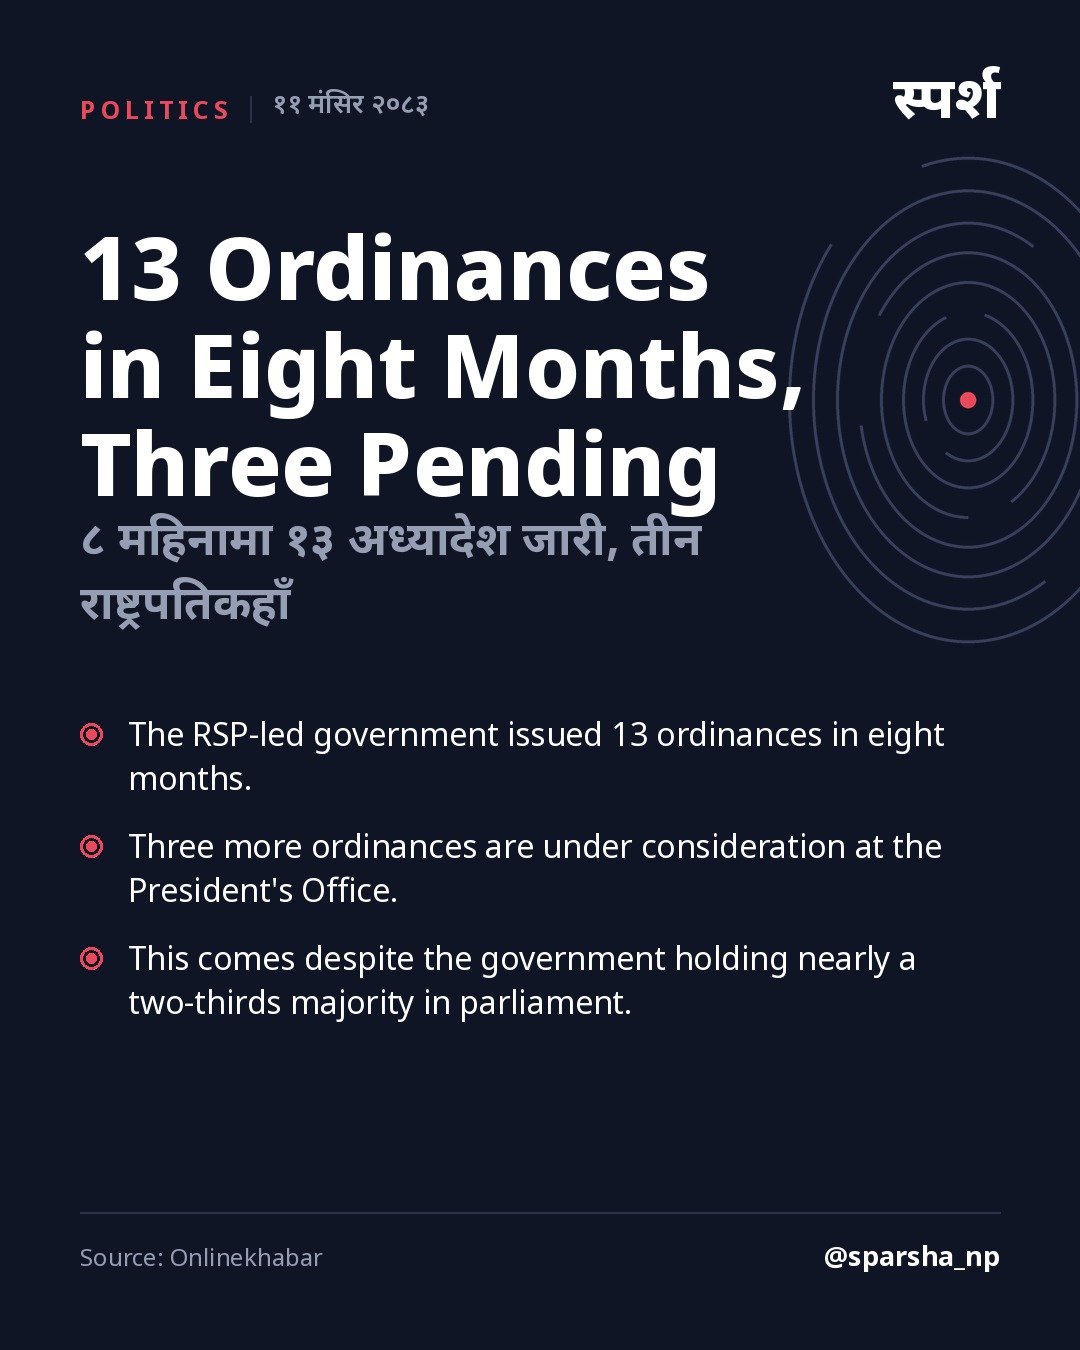 POLITICS
११ मंसिर २०८३
स्पर्श
13 Ordinances
in Eight Months,
Three Pending
८ महिनामा १३ अध्यादेश जारी, तीन
राष्ट्रपतिकहाँ
The RSP-led government issued 13 ordinances in eight
months.
Three more ordinances are under consideration at the
President's Office.
This comes despite the government holding nearly a
two-thirds majority in parliament.
Source: Onlinekhabar
@sparsha_np